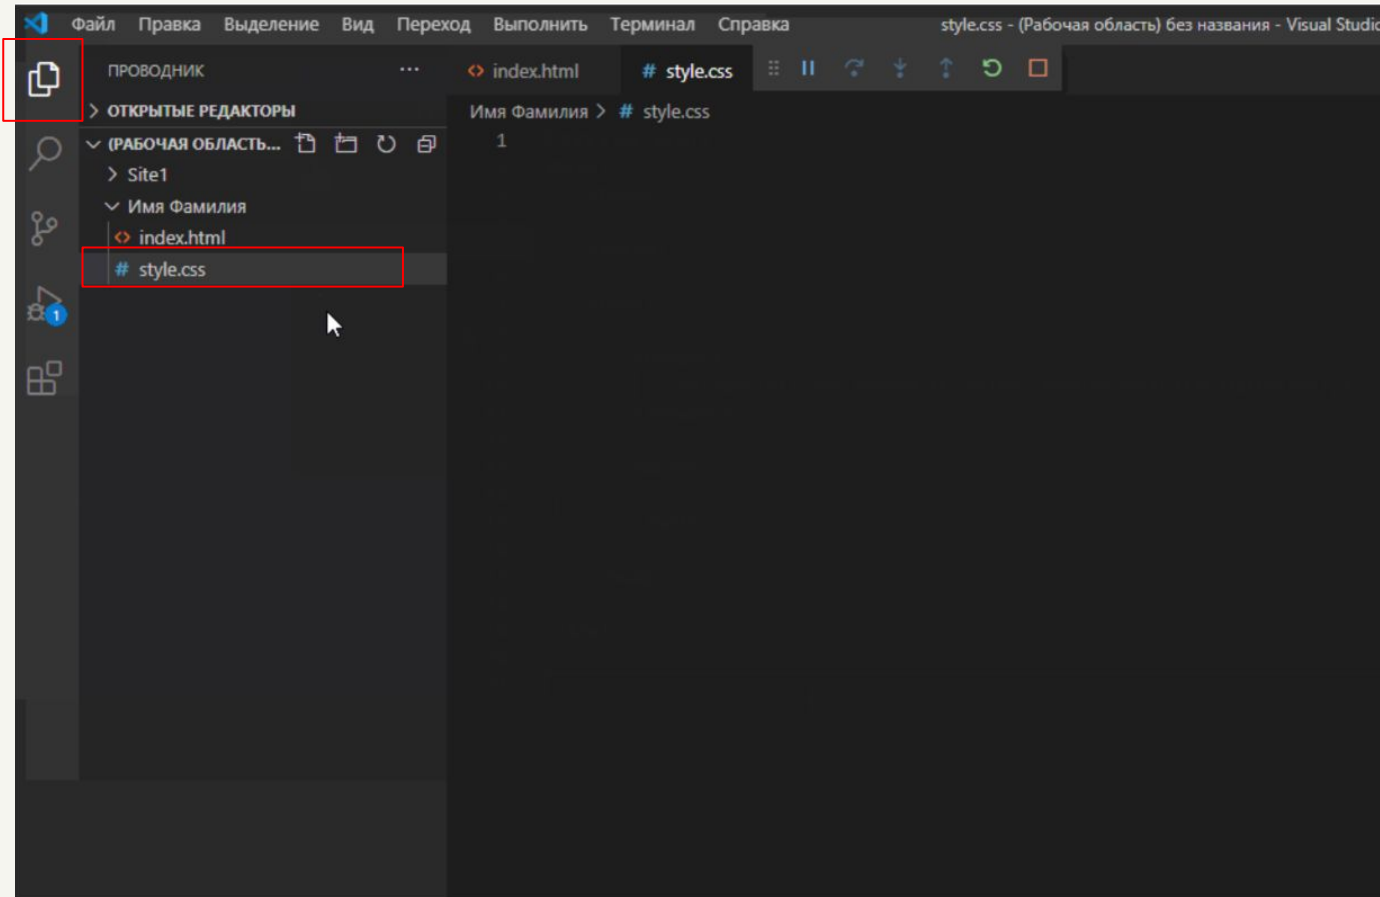 Файл Правка Выделение Вид Переход Выполнить Терминал Справка style.css - (Рабочая область) без названия - Visual Studio
ПРОВОДНИК ...
index.html
# style.css
ОТКРЫТЫЕ РЕДАКТОРЫ
Имя Фамилия > # style.css
(РАБОЧАЯ ОБЛАСТЬ...
1
Site1
Имя Фамилия
index.html
# style.css
1